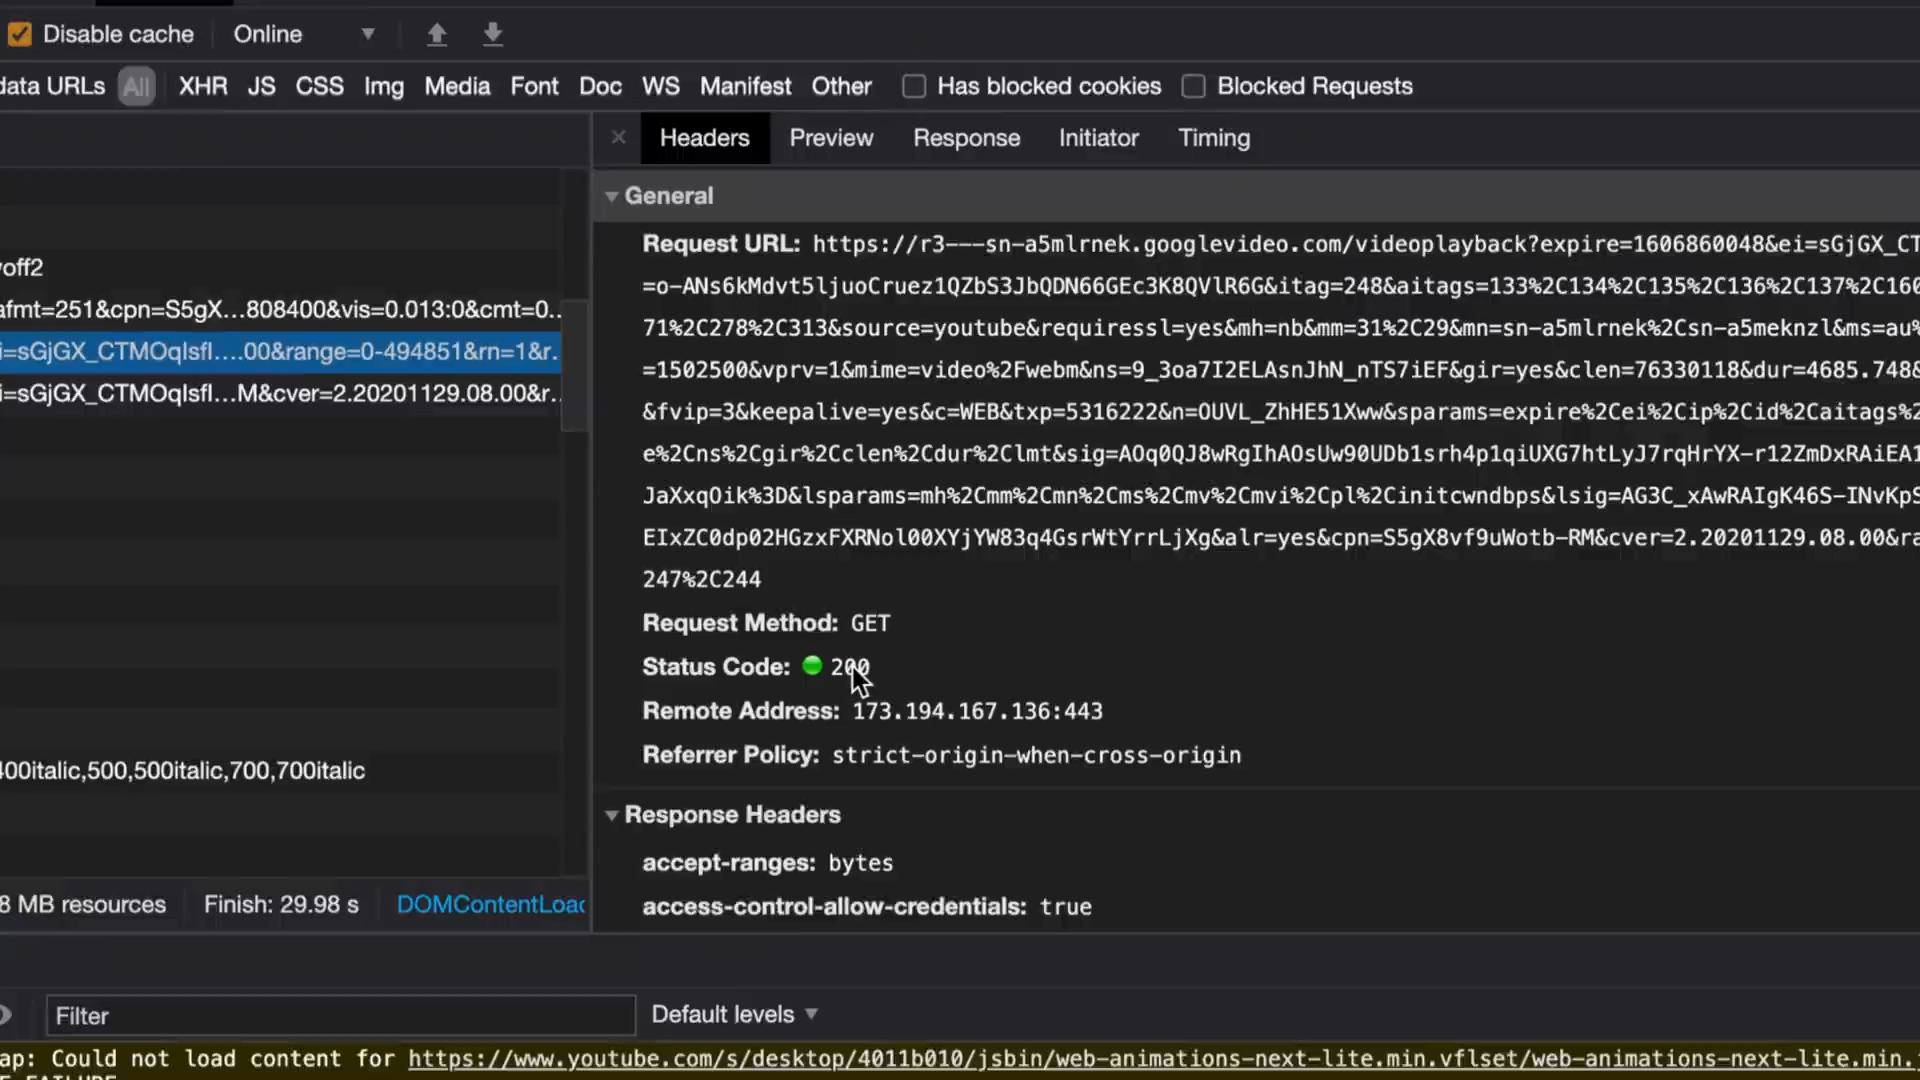 Disable cache Online
data URLs All XHR JS CSS Img Media Font Doc WS Manifest Other Has blocked cookies Blocked Requests
Headers Preview Response Initiator Timing
General
Request URL: https://r3---sn-a5mlrnek.googlevideo.com/videoplayback?expire=1606860048&ei=sGjGX_CT
=o-ANs6kMdvt5ljuoCruez1QZbS3JbQDN66GEc3K8QVlR6G&itag=248&aitags=133%2C134%2C135%2C136%2C137%2C160
71%2C278%2C313&source=youtube&requiressl=yes&mh=nb&mm=31%2C29&mn=sn-a5mlrnek%2Csn-a5meknzl&ms=au%
=1502500&vprv=1&mime=video%2Fwebm&ns=9_3oa7I2ELAsnJhN_nTS7iEF&gir=yes&clen=76330118&dur=4685.748&
&fvip=3&keepalive=yes&c=WEB&txp=5316222&n=OUVL_ZhHE51Xww&sparams=expire%2Cei%2Cip%2Cid%2Caitags%2
e%2Cns%2Cgir%2Cclen%2Cdur%2Clmt&sig=AOq0QJ8wRgIhAOsUw90UDb1srh4p1qiUXG7htLyJ7rqHrYX-r12ZmDxRAiEA1
JaXxqOik%3D&lsparams=mh%2Cmm%2Cmn%2Cms%2Cmv%2Cmvi%2Cpl%2Cinitcwndbps&lsig=AG3C_xAwRAIgK46S-INvKpS
EIxZC0dp02HGzxFXRNol00XYjYW83q4GsrWtYrrLjXg&alr=yes&cpn=S5gX8vf9uWotb-RM&cver=2.20201129.08.00&ra
247%2C244
Request Method: GET
Status Code: 200
Remote Address: 173.194.167.136:443
Referrer Policy: strict-origin-when-cross-origin
Response Headers
accept-ranges: bytes
access-control-allow-credentials: true
off2
afmt=251&cpn=S5gX...808400&vis=0.013:0&cmt=0..
i=sGjGX_CTMOqlsfl....00&range=0-494851&rn=1&r.
i=sGjGX_CTMOqlsfl...M&cver=2.20201129.08.00&r..
400italic,500,500italic,700,700italic
8 MB resources Finish: 29.98 s DOMContentLoad
Filter Default levels
ap: Could not load content for https://www.youtube.com/s/desktop/4011b010/jsbin/web-animations-next-lite.min.vflset/web-animations-next-lite.min.